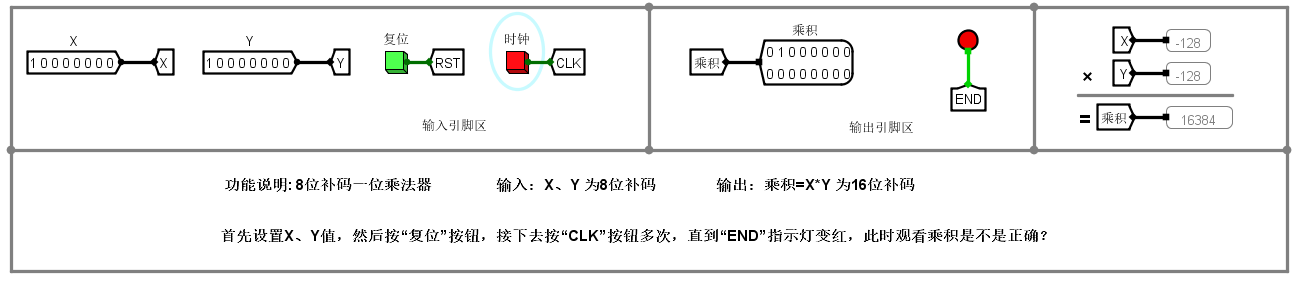 X
10000000
X
Y
10000000
Y
复位
RST
时钟
CLK
输入引脚区
乘积
乘积
01000000
00000000
END
输出引脚区
X
-128
×
Y
-128
=
乘积
16384
功能说明: 8位补码一位乘法器
输入：X、Y 为8位补码
输出：乘积=X*Y 为16位补码
首先设置X、Y值，然后按“复位”按钮，接下去按“CLK”按钮多次，直到“END”指示灯变红，此时观看乘积是不是正确？